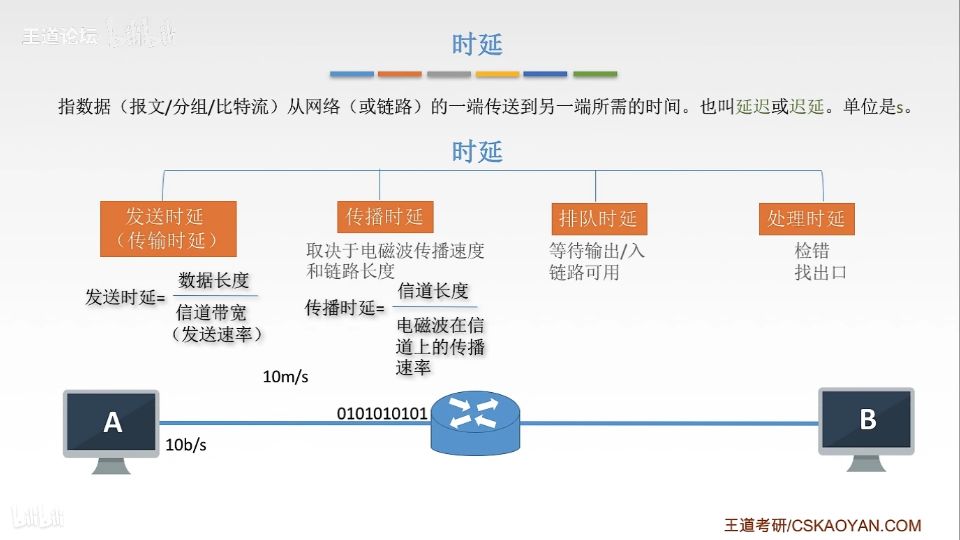 王道论坛 bilibili
时延
指数据（报文/分组/比特流）从网络（或链路）的一端传送到另一端所需的时间。也叫延迟或迟延。单位是s。
时延
发送时延
（传输时延）
传播时延
排队时延
处理时延
取决于电磁波传播速度
和链路长度
等待输出/入
链路可用
检错
找出口
发送时延=
数据长度
信道带宽
（发送速率）
传播时延=
信道长度
电磁波在信
道上的传播
速率
10m/s
0101010101
A
B
10b/s
bilibili
王道考研/CSKAOYAN.COM